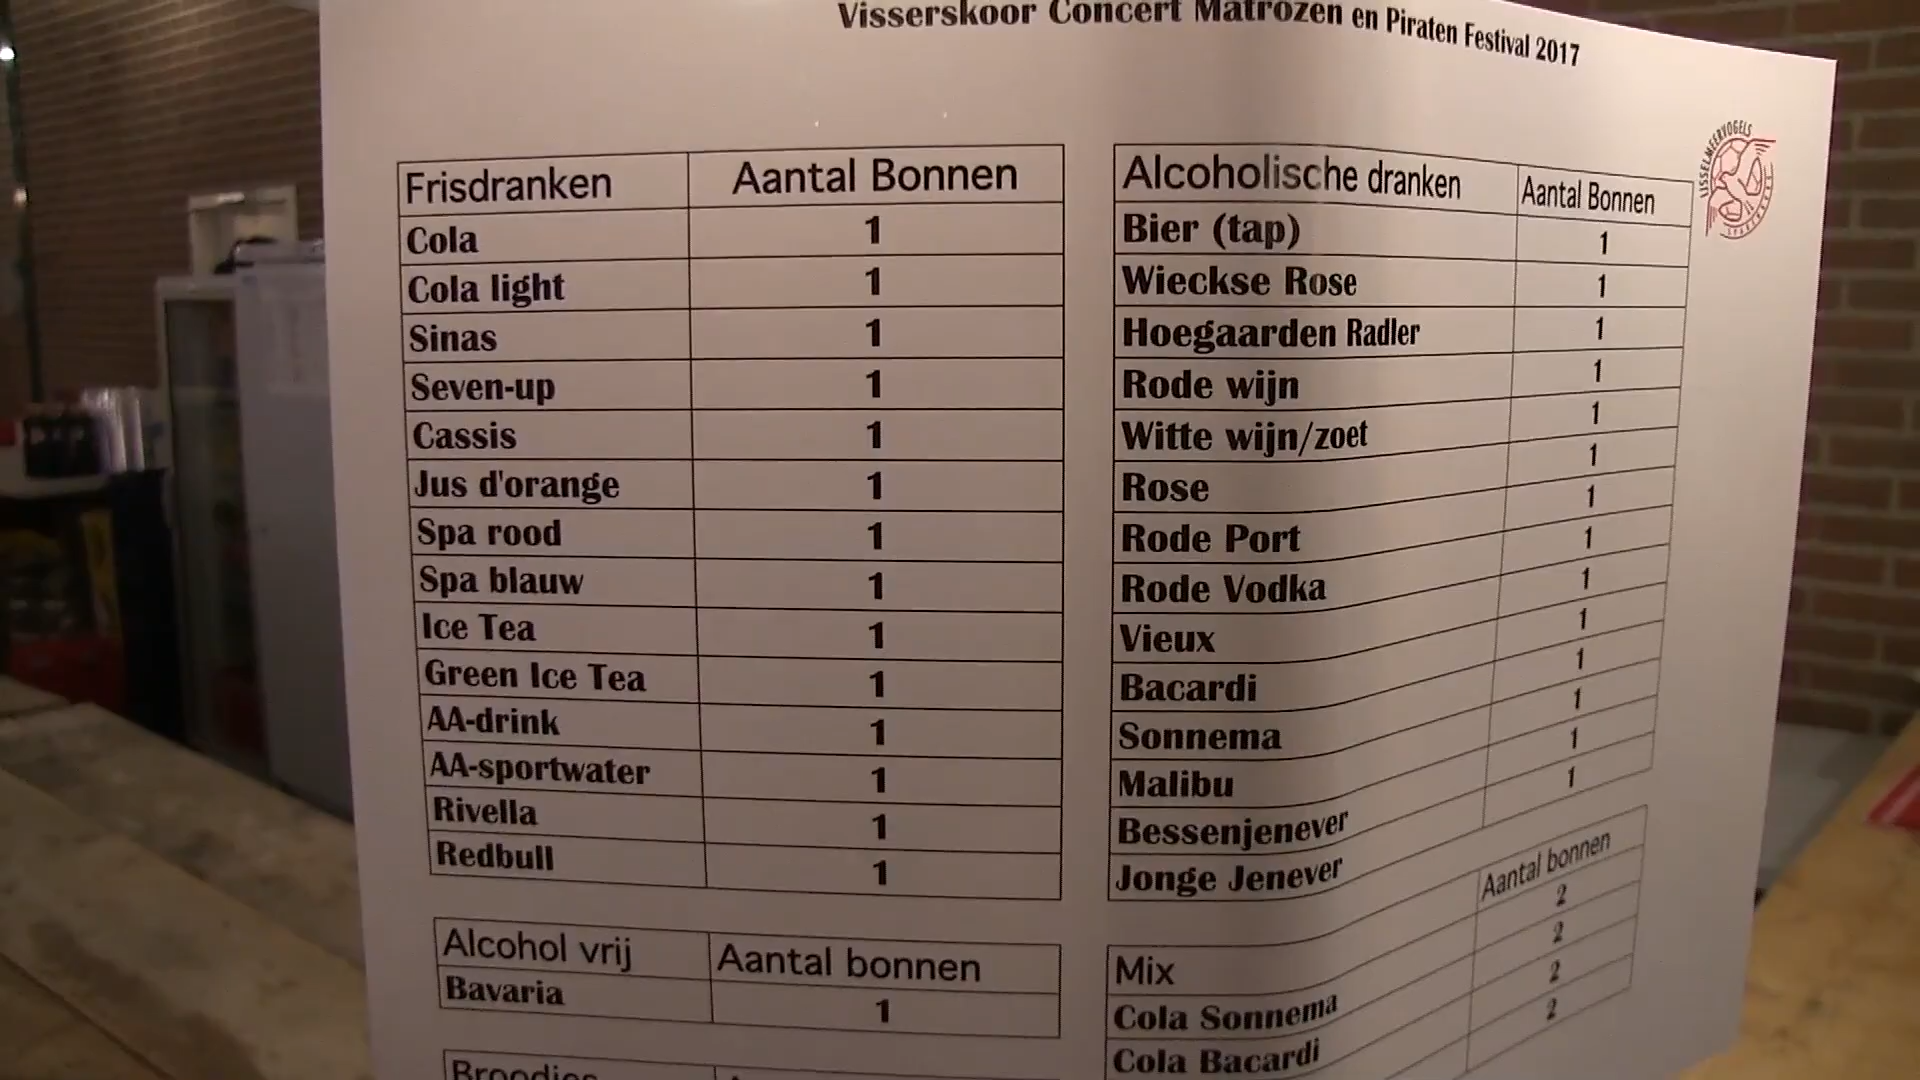 Visserskoor Concert Matrozen en Piraten Festival 2017
IJSSELMEERVOGELS
Frisdranken Aantal Bonnen
Cola 1
Cola light 1
Sinas 1
Seven-up 1
Cassis 1
Jus d'orange 1
Spa rood 1
Spa blauw 1
Ice Tea 1
Green Ice Tea 1
AA-drink 1
AA-sportwater 1
Rivella 1
Redbull 1
Alcohol vrij Aantal bonnen
Bavaria 1
Broodjes
Alcoholische dranken Aantal Bonnen
Bier (tap) 1
Wieckse Rose 1
Hoegaarden Radler 1
Rode wijn 1
Witte wijn/zoet 1
Rose 1
Rode Port 1
Rode Vodka 1
Vieux 1
Bacardi 1
Sonnema 1
Malibu 1
Bessenjenever 1
Jonge Jenever 1
Mix Aantal bonnen
Cola Sonnema 2
Cola Bacardi 2
2
2